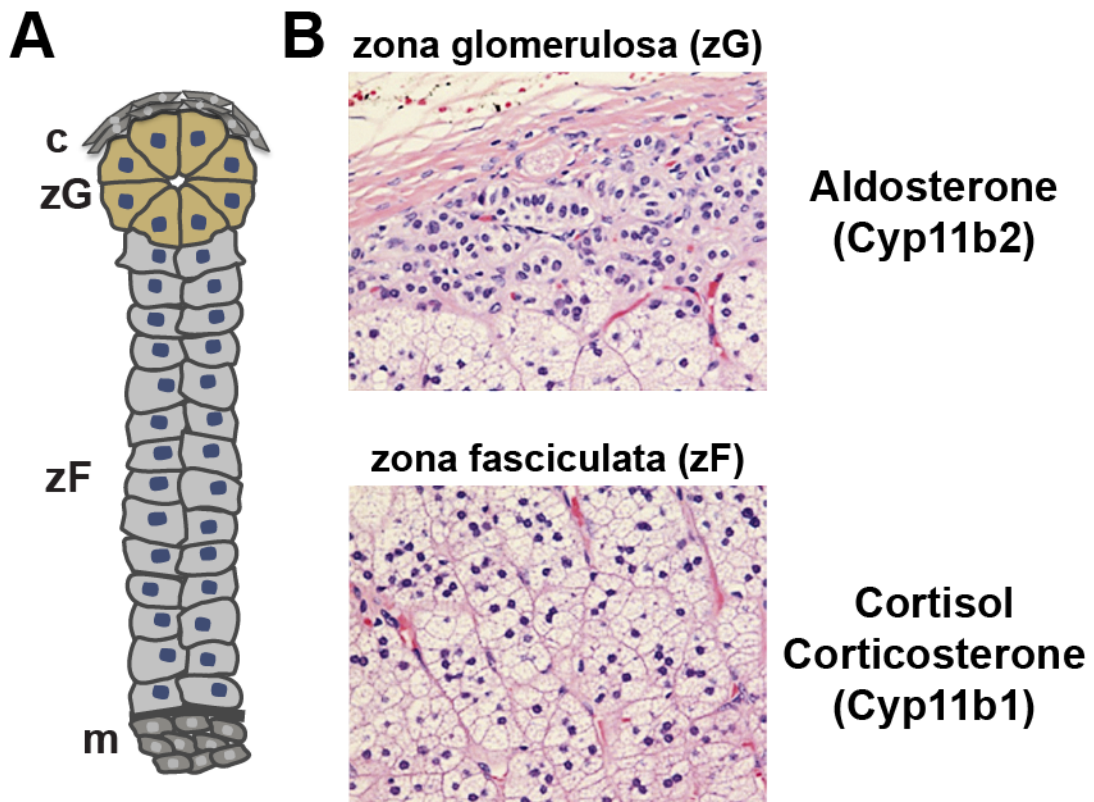 A
B
zona glomerulosa (zG)
c
zG
Aldosterone
(Cyp11b2)
zF
zona fasciculata (zF)
Cortisol
Corticosterone
(Cyp11b1)
m